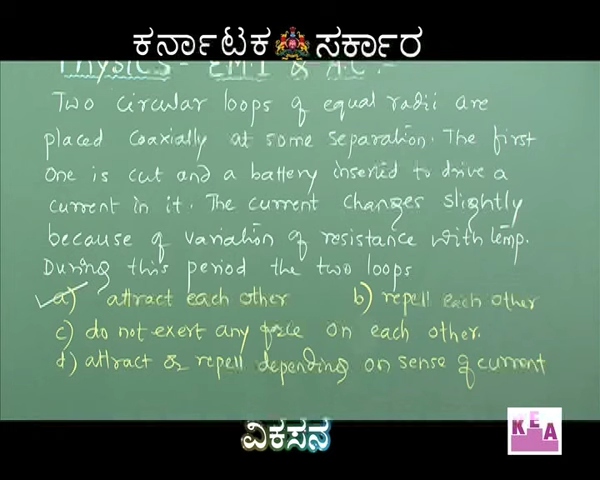 ಕರ್ನಾಟಕ ಸರ್ಕಾರ
Physics - E.M.I & A.C:-
Two circular loops of equal radii are
placed coaxially at some separation. The first
one is cut and a battery inserted to drive a
current in it. The current changes slightly
because of variation of resistance with temp.
During this period the two loops
a) attract each other b) repell each other
c) do not exert any force on each other.
d) attract or repell depending on sense of current
ವಿಕಸನ
KEA